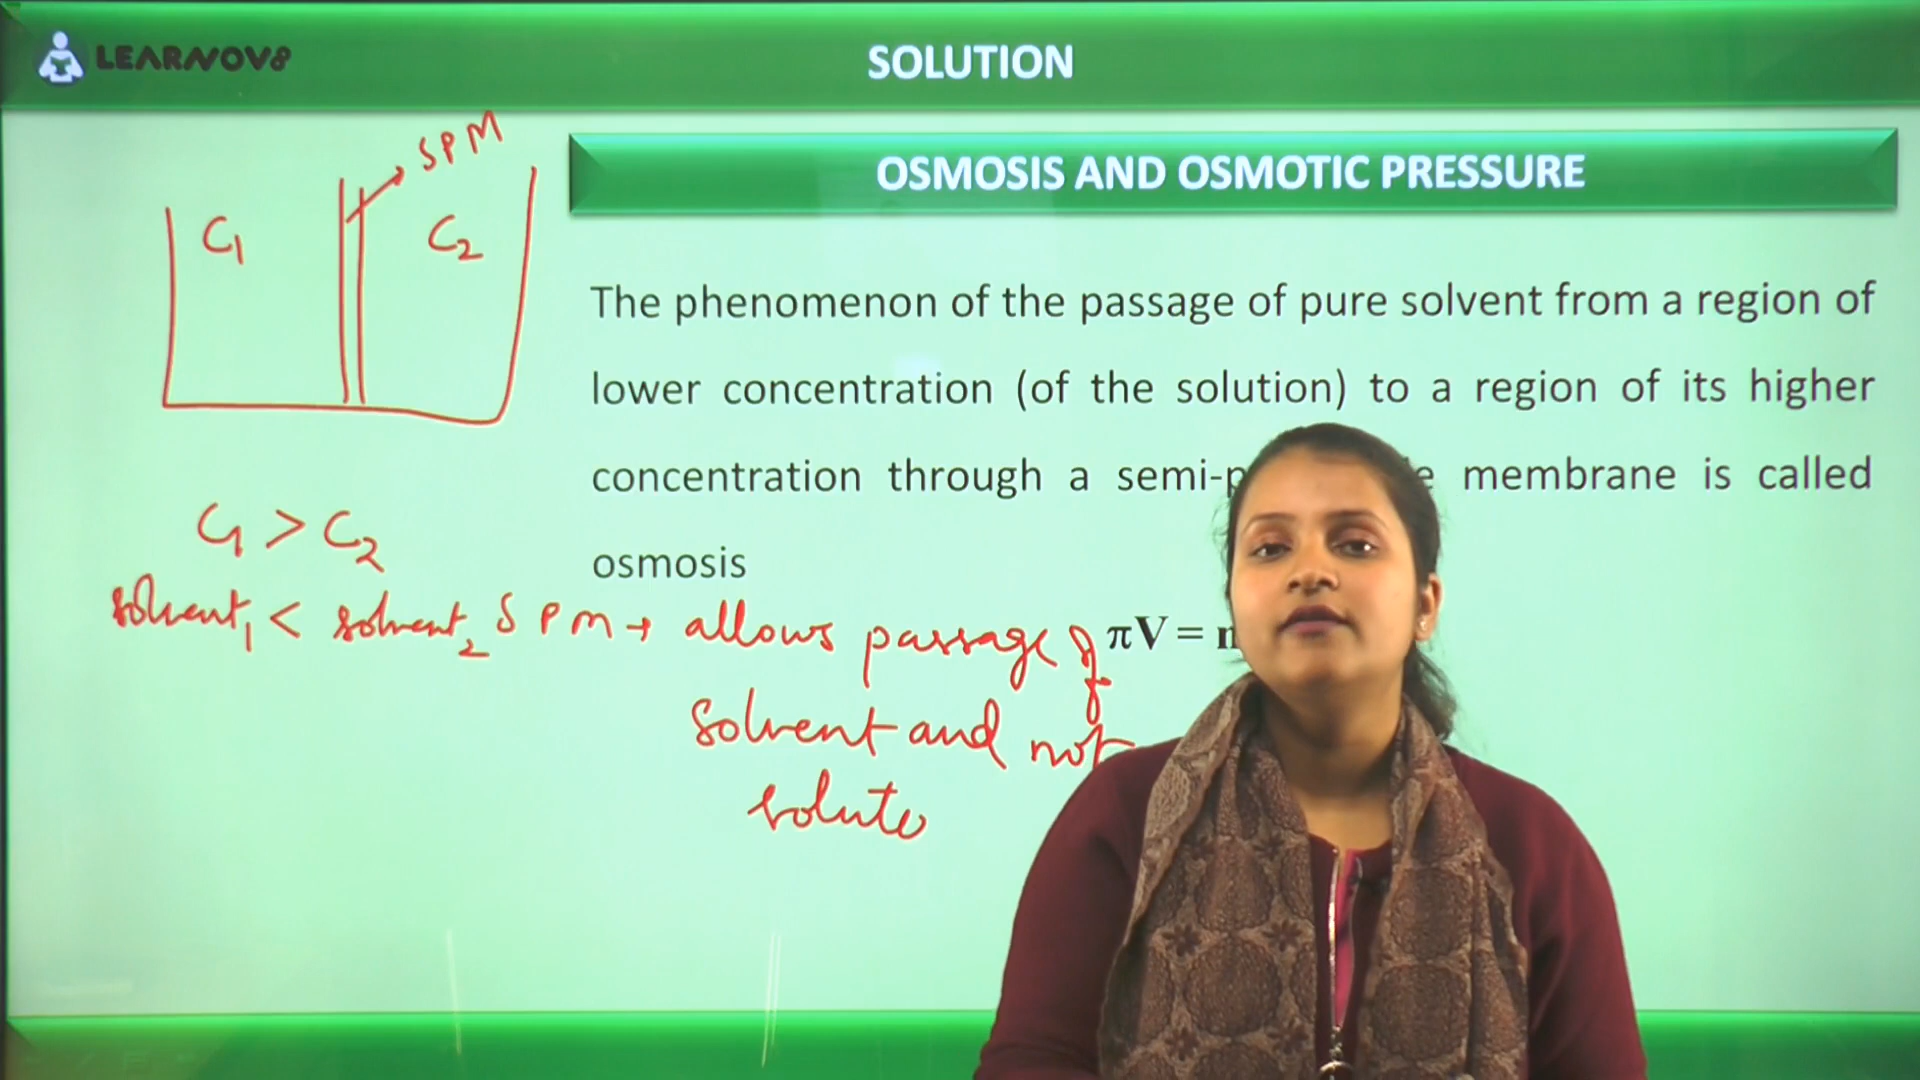 LEARNOV8
SOLUTION
SPM
C1
C2
OSMOSIS AND OSMOTIC PRESSURE
The phenomenon of the passage of pure solvent from a region of
lower concentration (of the solution) to a region of its higher
concentration through a semi-p membrane is called
osmosis
C1 > C2
solvent1 < solvent2
SPM → allows passage of
solvent and not
solute
πV = n